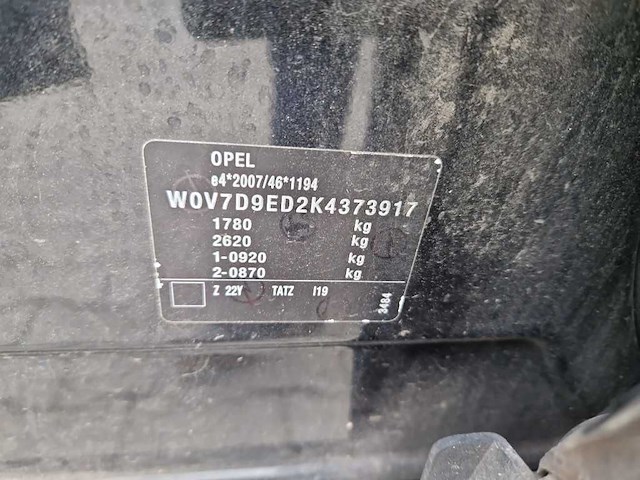 OPEL
e4*2007/46*1194
W0V7D9ED2K4373917
1780 kg
2620 kg
1-0920 kg
2-0870 kg
Z 22Y TATZ I19
3484